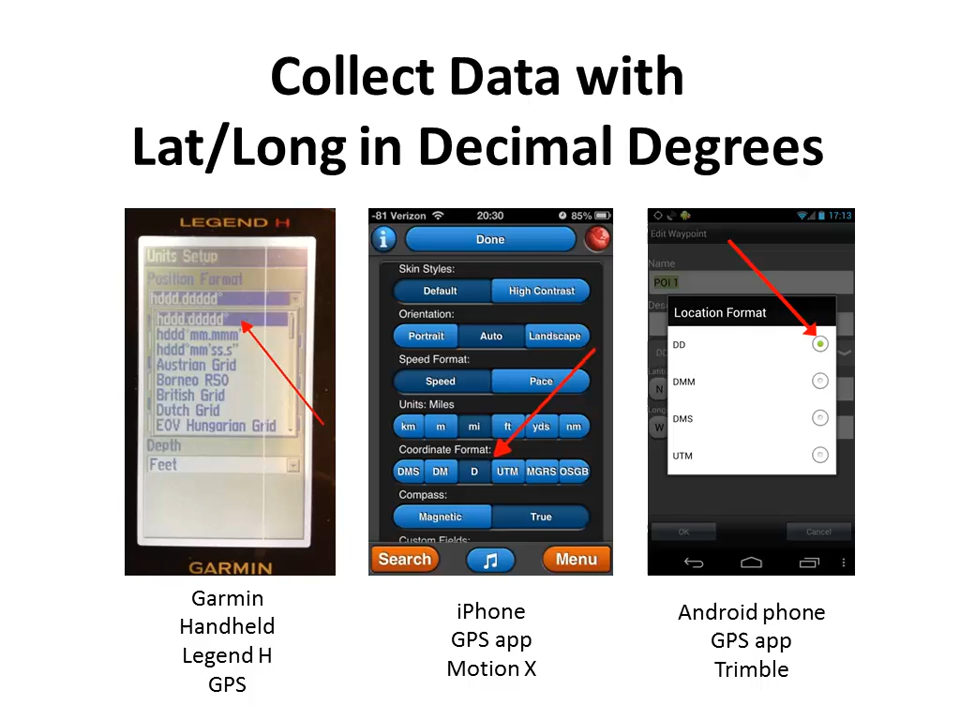 Collect Data with
Lat/Long in Decimal Degrees
LEGEND H
Units Setup
Position Format
hddd.ddddd°
hddd.ddddd°
hddd°mm.mmm'
hddd°mm'ss.s"
Austrian Grid
Borneo RSO
British Grid
Dutch Grid
EOV Hungarian Grid
Depth
Feet
GARMIN
Garmin
Handheld
Legend H
GPS
-81 Verizon 20:30 85%
i Done
Skin Styles:
Default High Contrast
Orientation:
Portrait Auto Landscape
Speed Format:
Speed Pace
Units: Miles
km m mi ft yds nm
Coordinate Format:
DMS DM D UTM MGRS OSGB
Compass:
Magnetic True
Custom Fields:
Search Menu
iPhone
GPS app
Motion X
17:13
Edit Waypoint
Name
POI 1
Location Format
DD
DMM
DMS
UTM
N
W
OK Cancel
Android phone
GPS app
Trimble